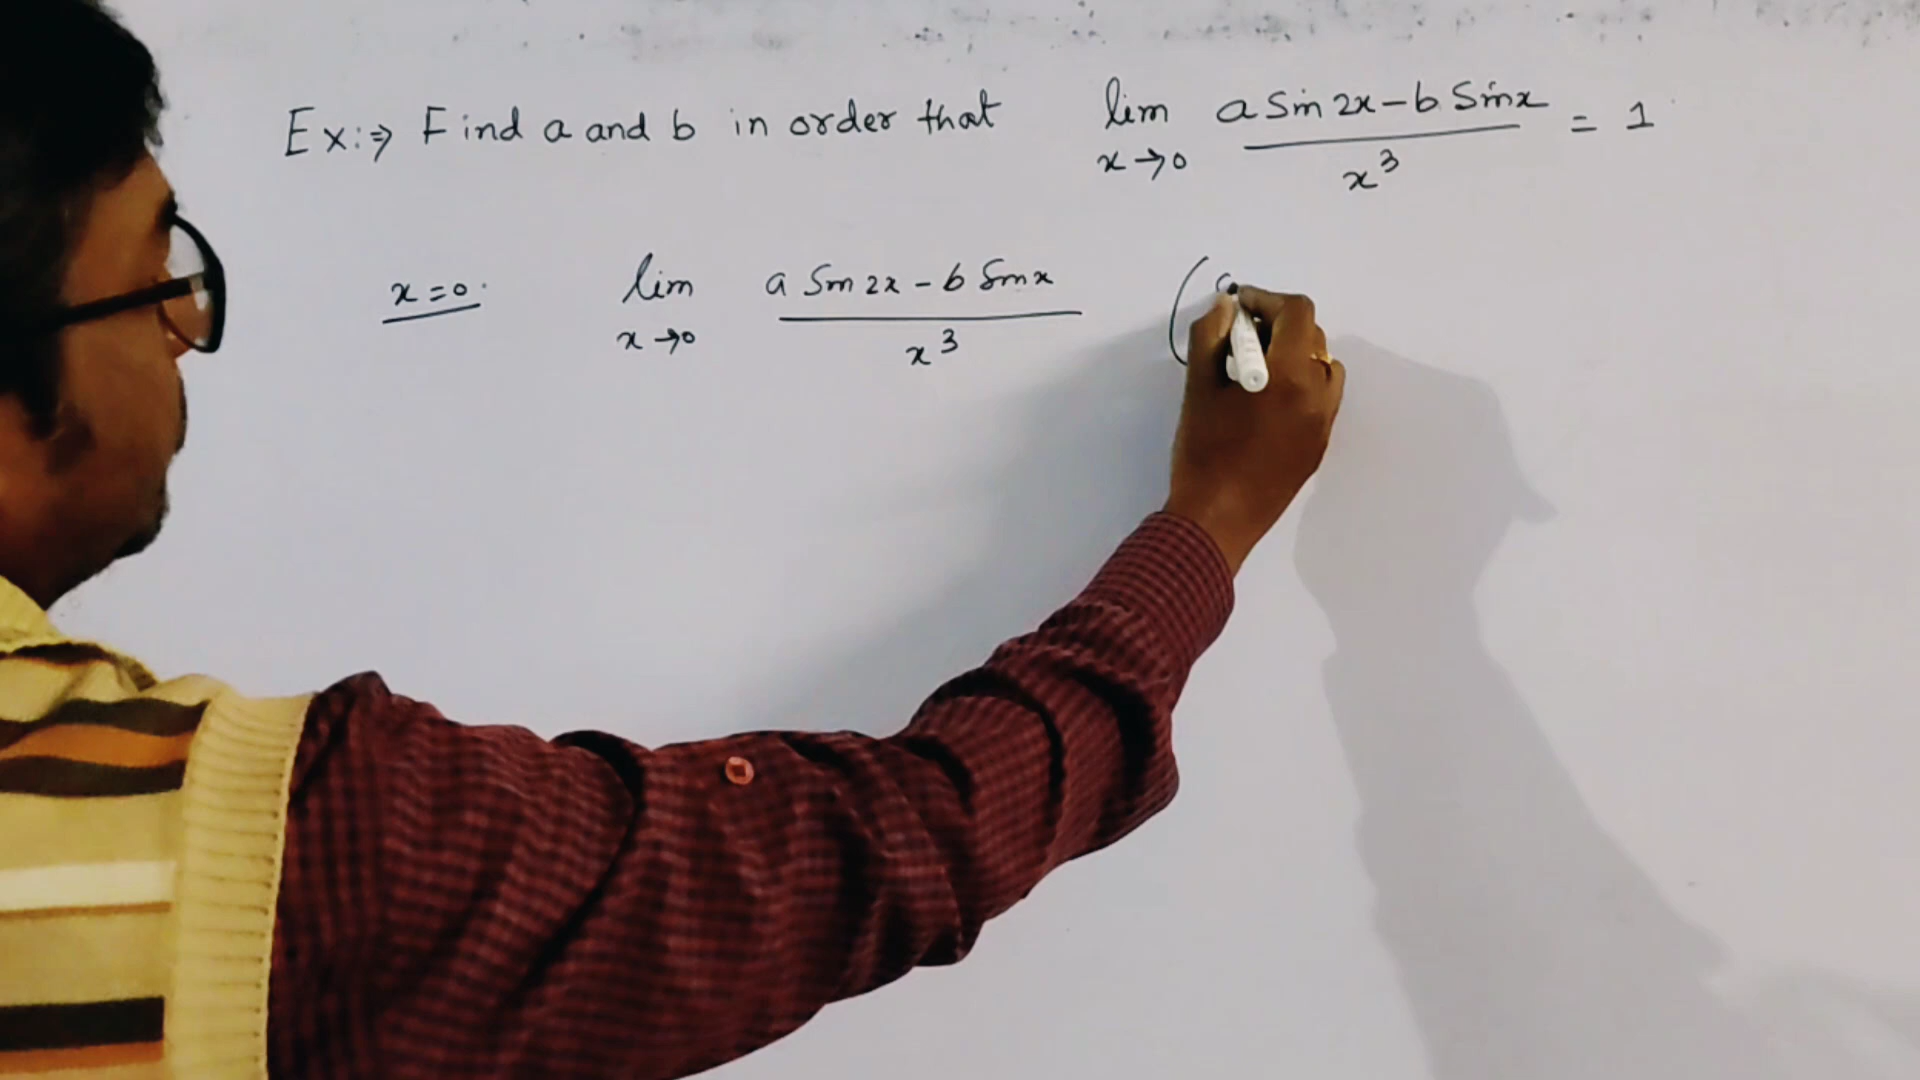 Ex:⇒ Find a and b in order that lim x→0 a Sin 2x - b Sinx / x³ = 1
x = 0. lim x→0 a Sin 2x - b Sinx / x³ (